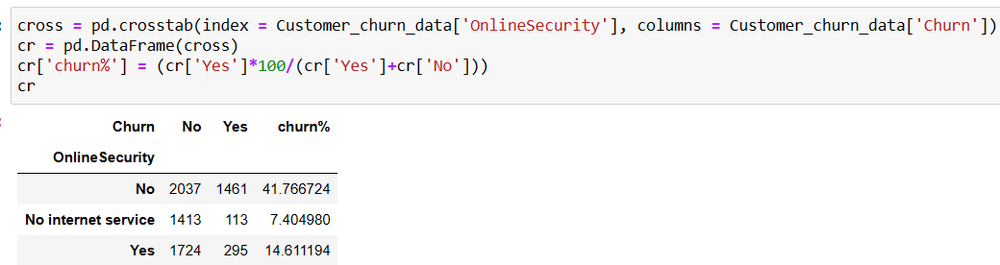 cross = pd.crosstab(index = Customer_churn_data['OnlineSecurity'], columns = Customer_churn_data['Churn'])
cr = pd.DataFrame(cross)
cr['churn%'] = (cr['Yes']*100/(cr['Yes']+cr['No']))
cr
Churn No Yes churn%
OnlineSecurity
No 2037 1461 41.766724
No internet service 1413 113 7.404980
Yes 1724 295 14.611194